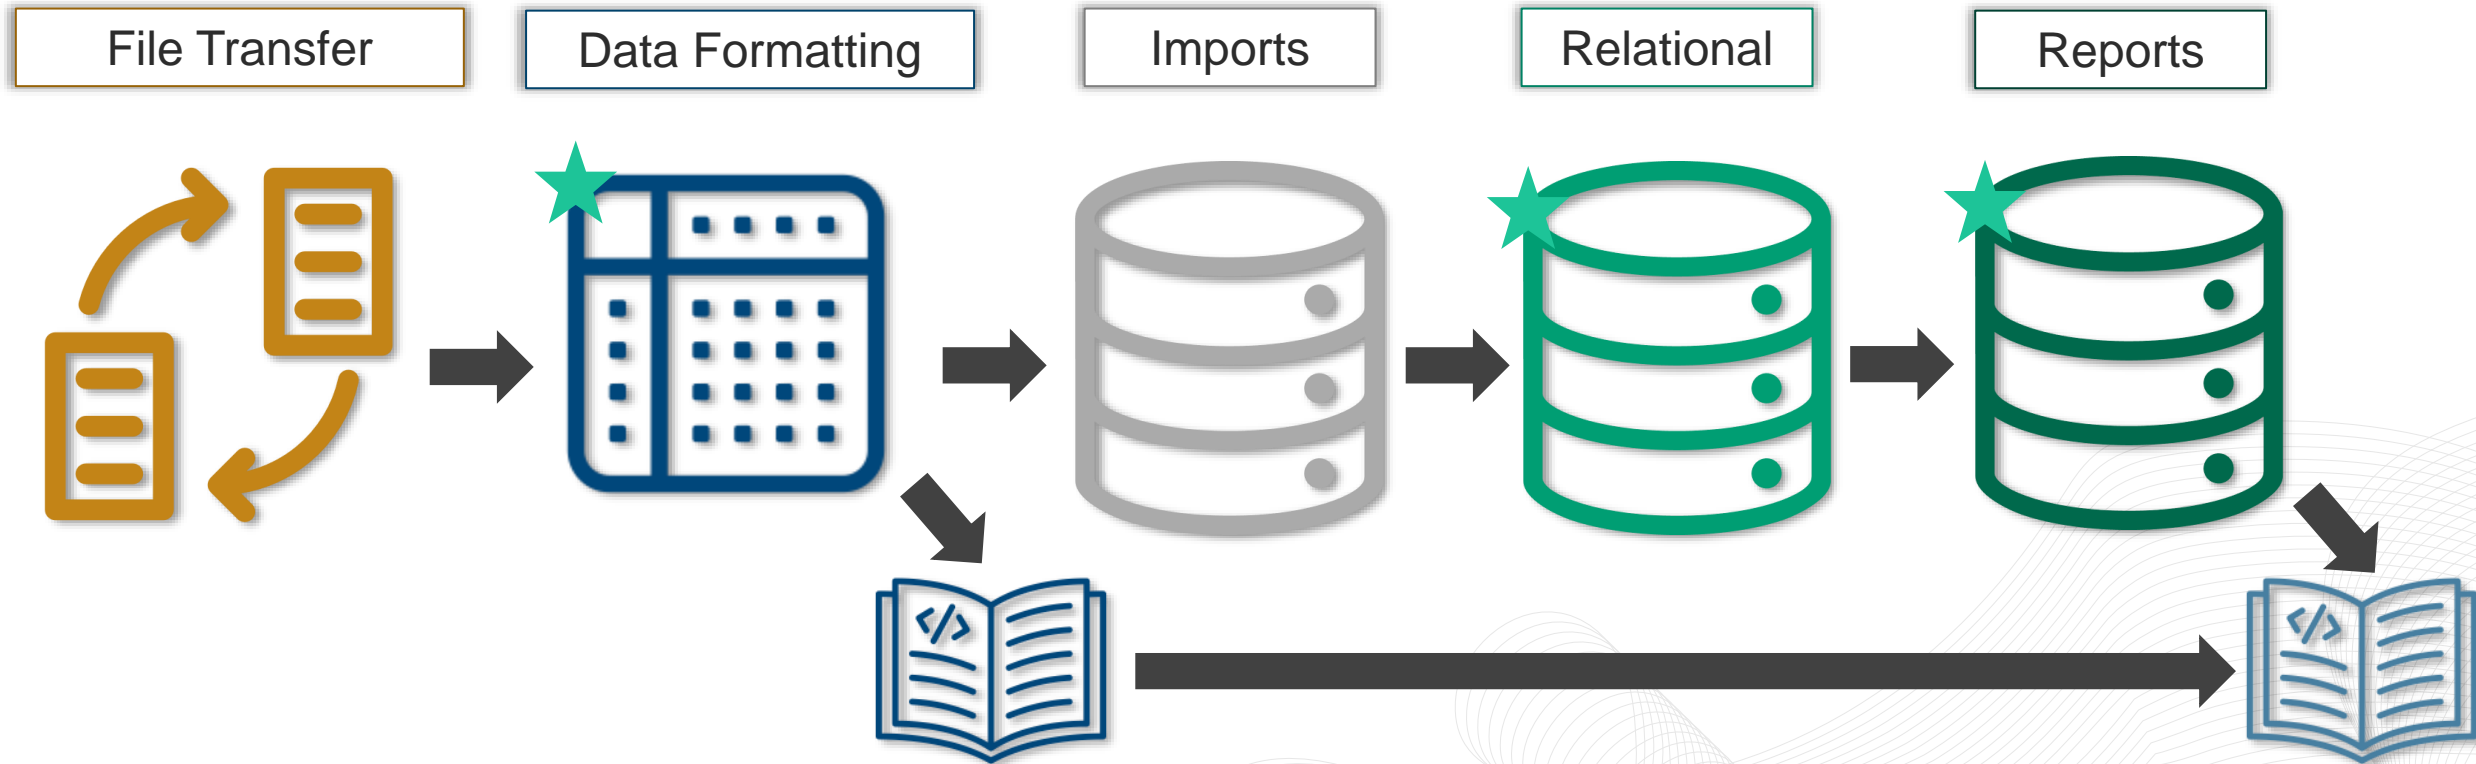 File Transfer
Data Formatting
Imports
Relational
Reports
</>
</>